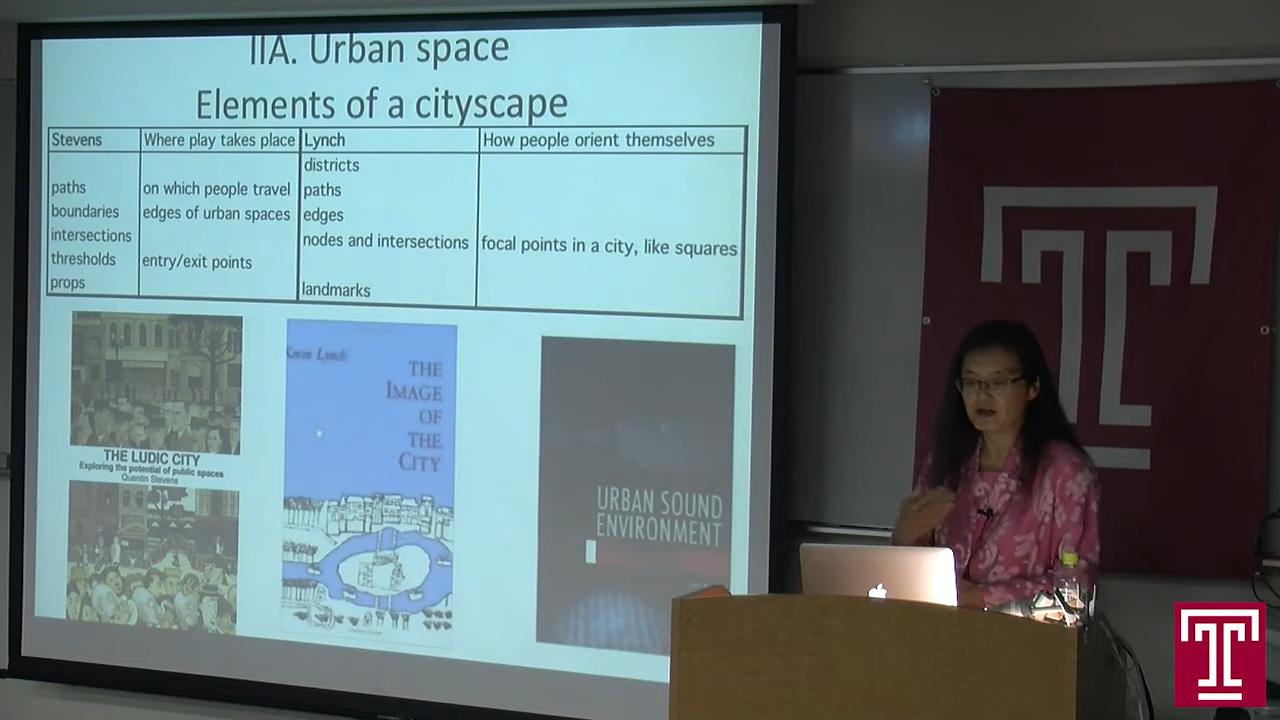 IIA. Urban space
Elements of a cityscape
Stevens Where play takes place Lynch How people orient themselves
districts
paths on which people travel paths
boundaries edges of urban spaces edges
intersections nodes and intersections focal points in a city, like squares
thresholds entry/exit points
props landmarks
THE LUDIC CITY
Exploring the potential of public spaces
Quentin Stevens
Kevin Lynch
THE
IMAGE
OF
THE
CITY
URBAN SOUND
ENVIRONMENT
T
T